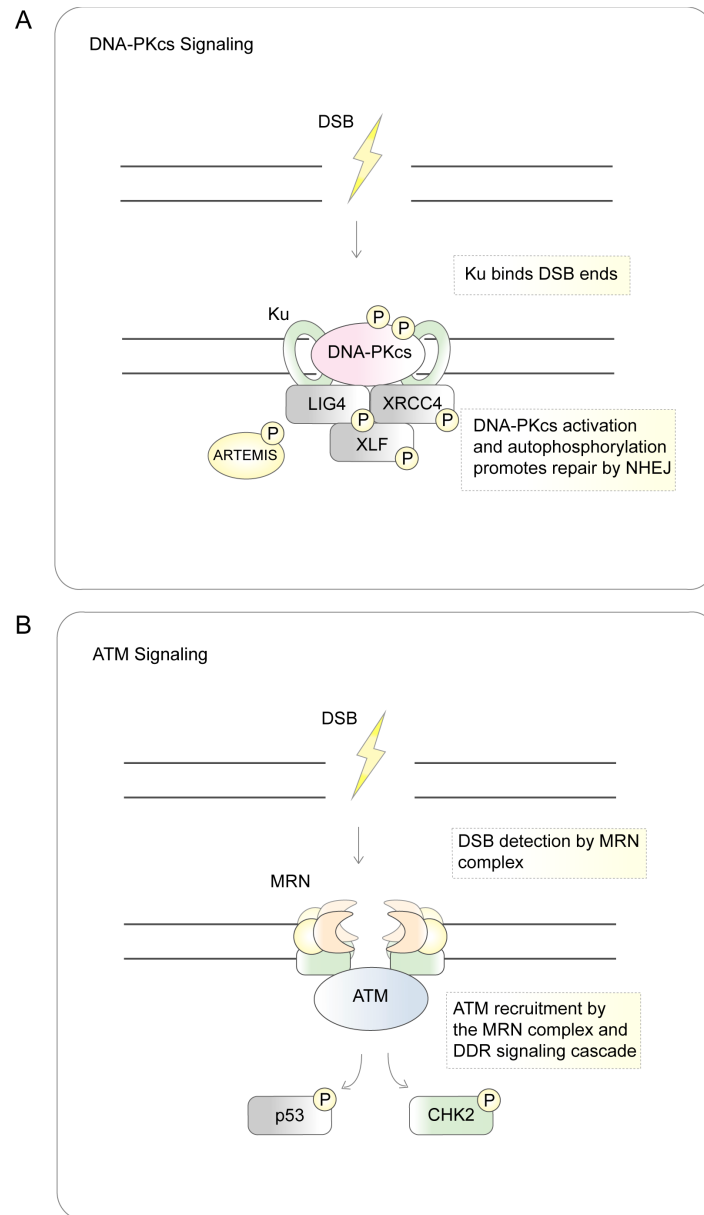 A
DNA-PKcs Signaling
DSB
Ku binds DSB ends
Ku
P
P
DNA-PKcs
LIG4
XRCC4
P
P
P
ARTEMIS
XLF
P
DNA-PKcs activation
and autophosphorylation
promotes repair by NHEJ
B
ATM Signaling
DSB
DSB detection by MRN
complex
MRN
ATM
ATM recruitment by
the MRN complex and
DDR signaling cascade
P
p53
P
CHK2